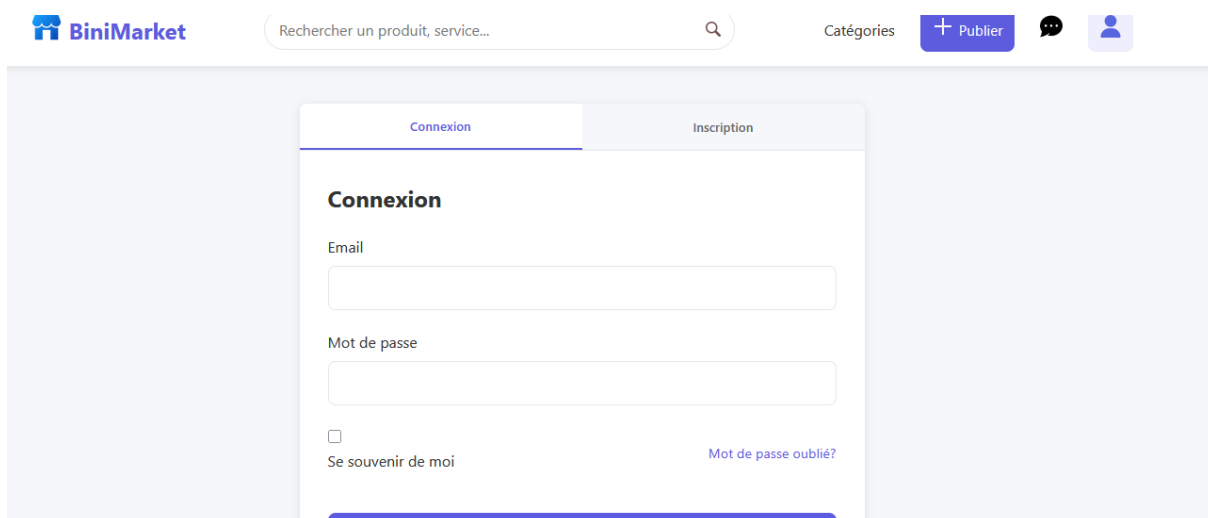 BiniMarket
Rechercher un produit, service...
Catégories
Publier
Connexion
Inscription
Connexion
Email
Mot de passe
Se souvenir de moi
Mot de passe oublié?